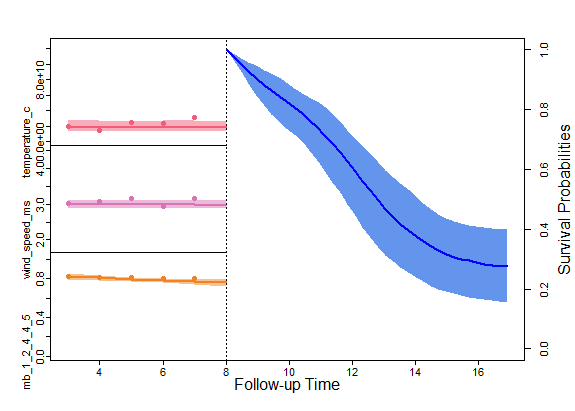 8.0e+10
0.0e+00
temperature_c
4.0
3.0
2.0
wind_speed_ms
0.8
0.4
0.0
mb_1_2_4_4_5
1.0
0.8
0.6
0.4
0.2
0.0
Survival Probabilities
4 6 8 10 12 14 16
Follow-up Time